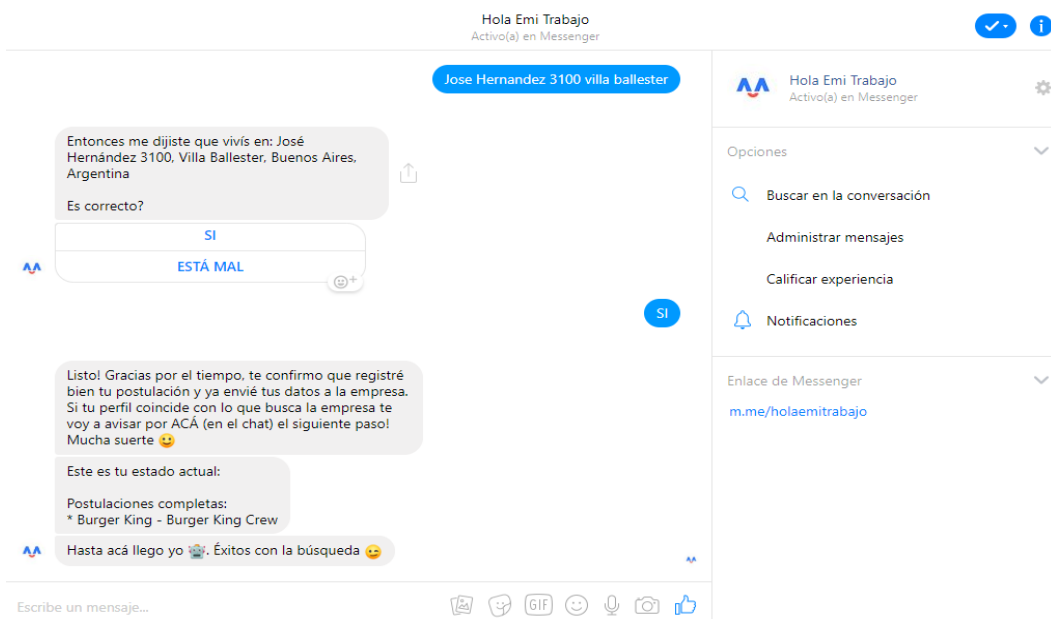 Hola Emi Trabajo
Activo(a) en Messenger
Jose Hernandez 3100 villa ballester
Entonces me dijiste que vivís en: José
Hernández 3100, Villa Ballester, Buenos Aires,
Argentina
Es correcto?
SI
ESTÁ MAL
SI
Listo! Gracias por el tiempo, te confirmo que registré
bien tu postulación y ya envié tus datos a la empresa.
Si tu perfil coincide con lo que busca la empresa te
voy a avisar por ACÁ (en el chat) el siguiente paso!
Mucha suerte 😀
Este es tu estado actual:
Postulaciones completas:
* Burger King - Burger King Crew
Hasta acá llego yo 🤖. Éxitos con la búsqueda 😉
Escribe un mensaje...
GIF
Hola Emi Trabajo
Activo(a) en Messenger
Opciones
Buscar en la conversación
Administrar mensajes
Calificar experiencia
Notificaciones
Enlace de Messenger
m.me/holaemitrabajo